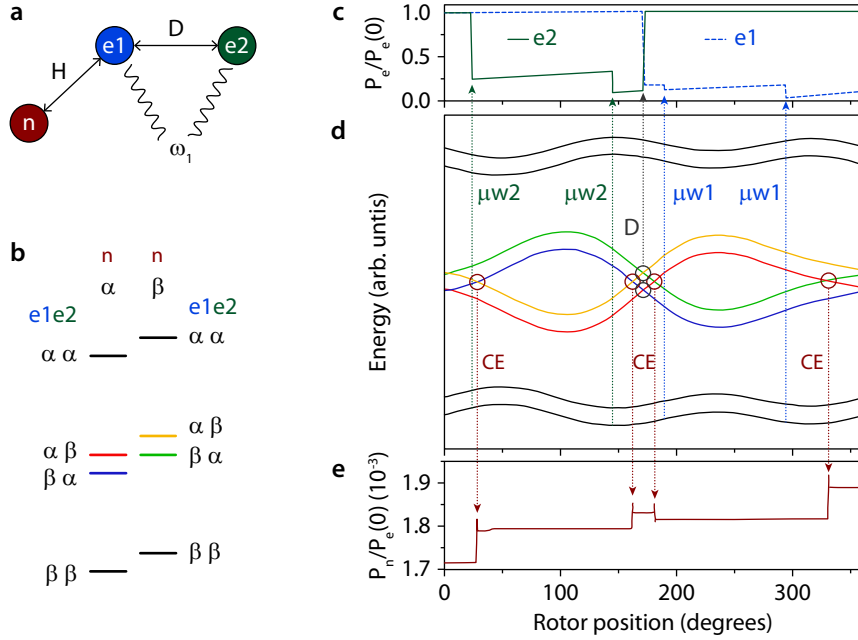 a
e1
D
e2
H
n
ω1
b
n
n
α
β
e1e2
e1e2
α α
α α
α β
α β
β α
β α
β β
β β
c
Pe/Pe(0)
1.0
0.5
0.0
e2
e1
d
Energy (arb. untis)
μw2
μw2
μw1
μw1
D
CE
CE
CE
e
Pn/Pe(0) (10⁻³)
1.9
1.8
1.7
0
100
200
300
Rotor position (degrees)